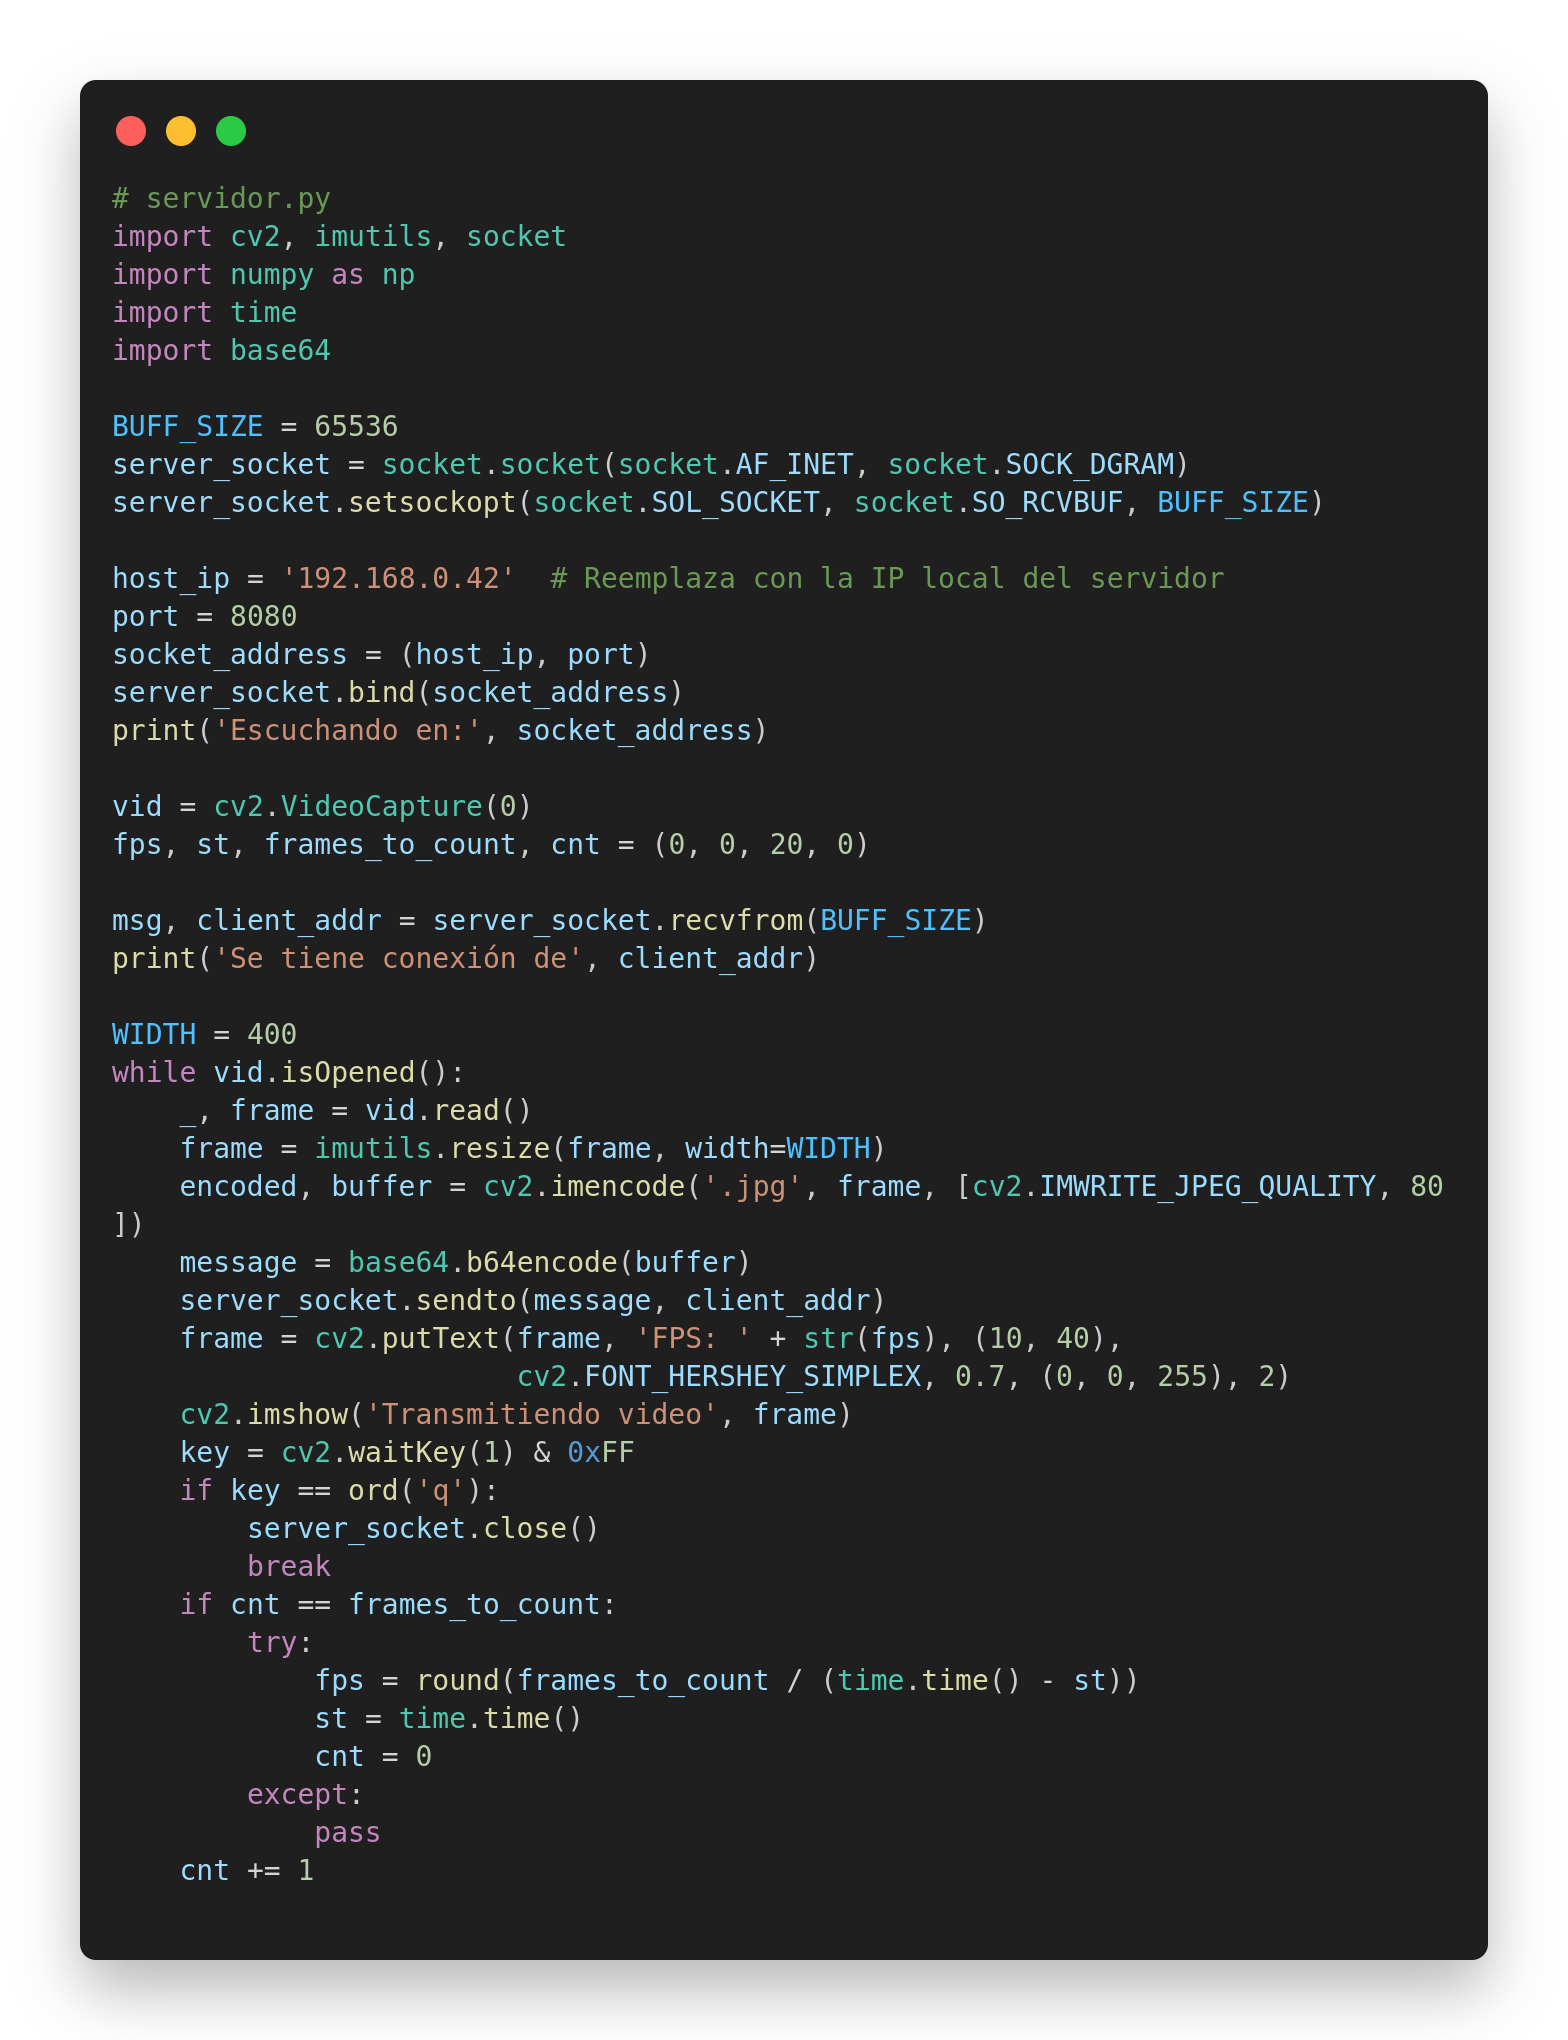 # servidor.py
import cv2, imutils, socket
import numpy as np
import time
import base64

BUFF_SIZE = 65536
server_socket = socket.socket(socket.AF_INET, socket.SOCK_DGRAM)
server_socket.setsockopt(socket.SOL_SOCKET, socket.SO_RCVBUF, BUFF_SIZE)

host_ip = '192.168.0.42'  # Reemplaza con la IP local del servidor
port = 8080
socket_address = (host_ip, port)
server_socket.bind(socket_address)
print('Escuchando en:', socket_address)

vid = cv2.VideoCapture(0)
fps, st, frames_to_count, cnt = (0, 0, 20, 0)

msg, client_addr = server_socket.recvfrom(BUFF_SIZE)
print('Se tiene conexión de', client_addr)

WIDTH = 400
while vid.isOpened():
    _, frame = vid.read()
    frame = imutils.resize(frame, width=WIDTH)
    encoded, buffer = cv2.imencode('.jpg', frame, [cv2.IMWRITE_JPEG_QUALITY, 80
])
    message = base64.b64encode(buffer)
    server_socket.sendto(message, client_addr)
    frame = cv2.putText(frame, 'FPS: ' + str(fps), (10, 40),
                        cv2.FONT_HERSHEY_SIMPLEX, 0.7, (0, 0, 255), 2)
    cv2.imshow('Transmitiendo video', frame)
    key = cv2.waitKey(1) & 0xFF
    if key == ord('q'):
        server_socket.close()
        break
    if cnt == frames_to_count:
        try:
            fps = round(frames_to_count / (time.time() - st))
            st = time.time()
            cnt = 0
        except:
            pass
    cnt += 1